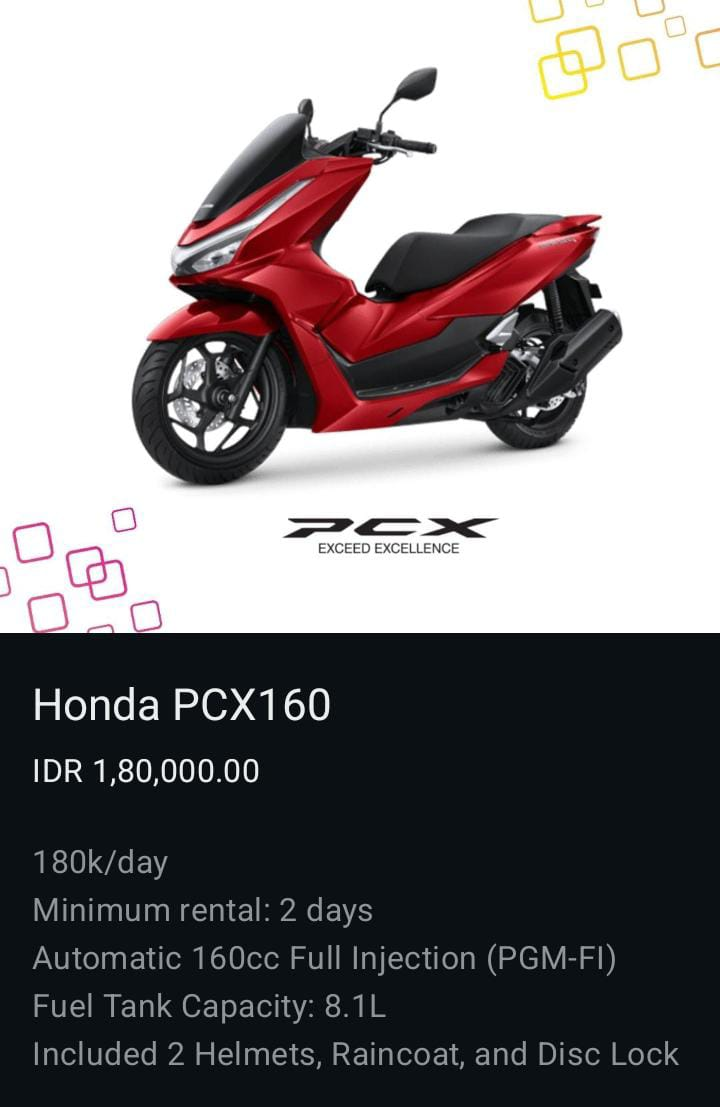 PCX
EXCEED EXCELLENCE
Honda PCX160
IDR 1,80,000.00
180k/day
Minimum rental: 2 days
Automatic 160cc Full Injection (PGM-FI)
Fuel Tank Capacity: 8.1L
Included 2 Helmets, Raincoat, and Disc Lock